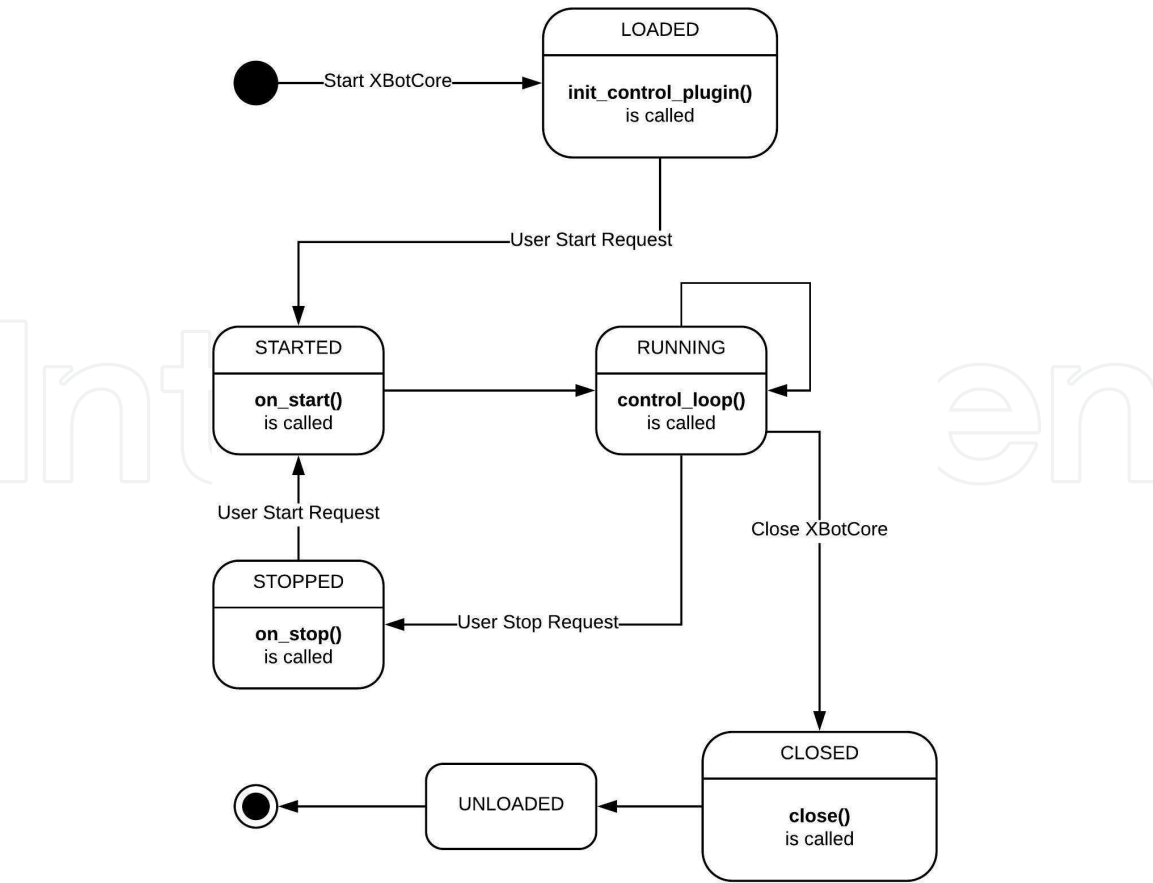 LOADED
Start XBotCore
init_control_plugin()
is called
User Start Request
STARTED
RUNNING
on_start()
is called
control_loop()
is called
User Start Request
Close XBotCore
STOPPED
User Stop Request
on_stop()
is called
CLOSED
UNLOADED
close()
is called